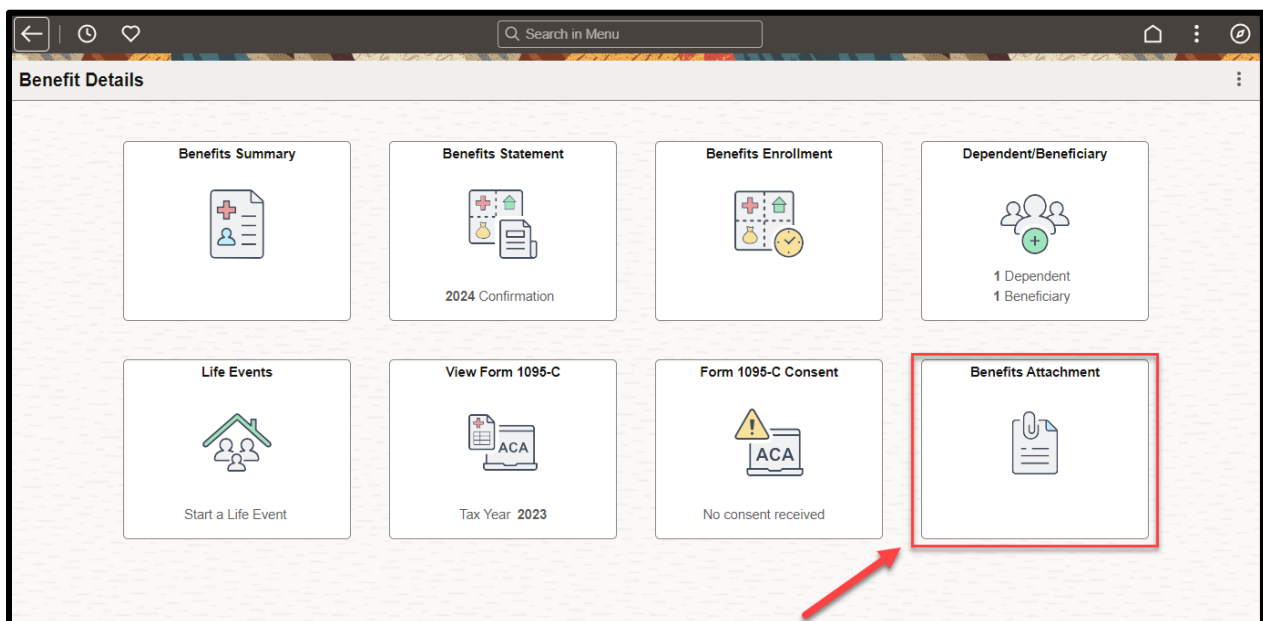 Search in Menu
Benefit Details
Benefits Summary
Benefits Statement
2024 Confirmation
Benefits Enrollment
Dependent/Beneficiary
1 Dependent
1 Beneficiary
Life Events
Start a Life Event
View Form 1095-C
ACA
Tax Year 2023
Form 1095-C Consent
ACA
No consent received
Benefits Attachment